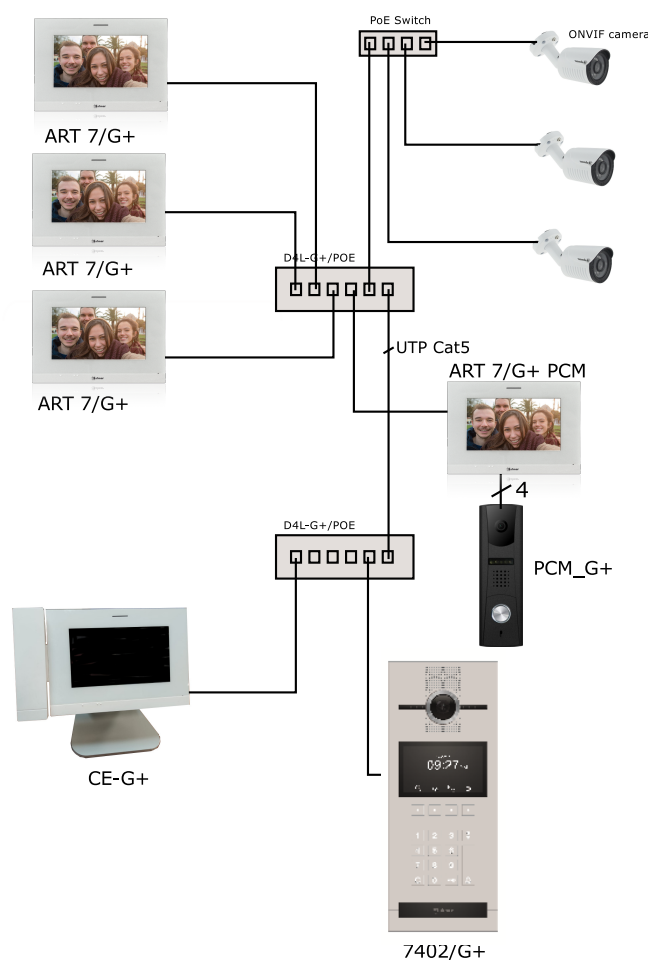 PoE Switch
ONVIF camera
ART 7/G+
ART 7/G+
D4L-G+/POE
UTP Cat5
ART 7/G+ PCM
ART 7/G+
4
D4L-G+/POE
PCM_G+
CE-G+
09:27
1 2 3
7402/G+